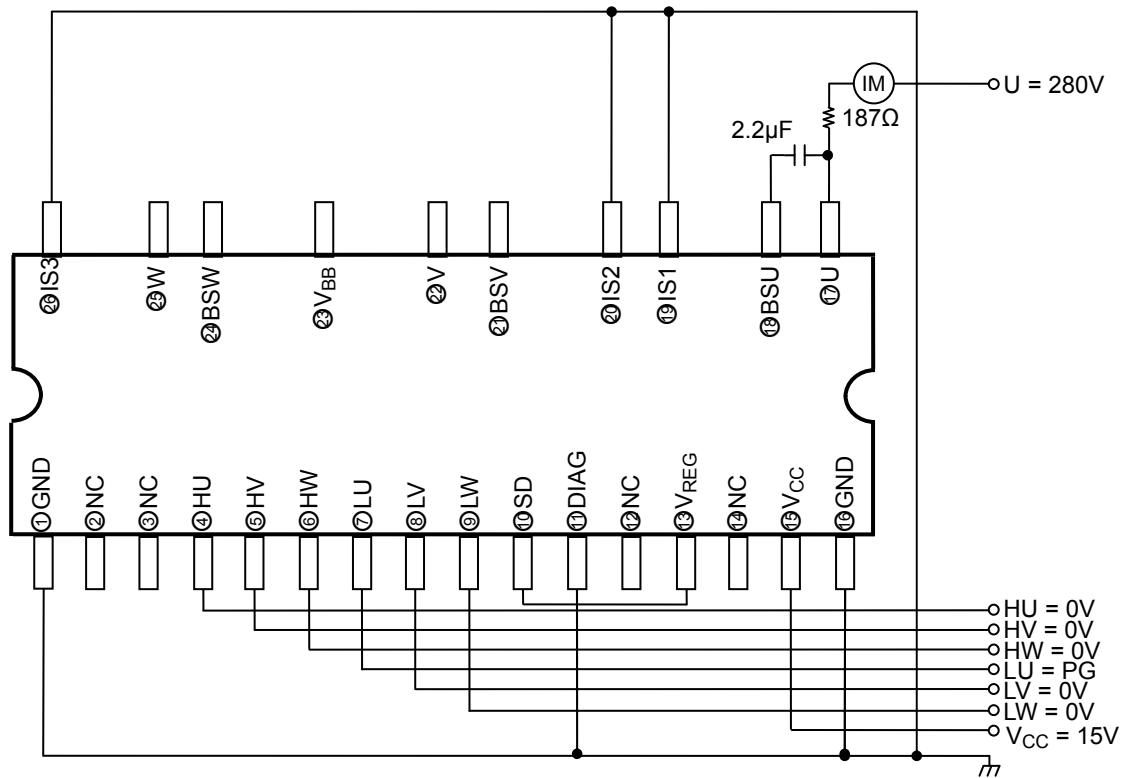 IM
U = 280V
187Ω
2.2μF
㉖IS3
㉕W
㉔BSW
㉓VBB
㉒V
㉑BSV
⑳IS2
⑲IS1
⑱BSU
⑰U
①GND
②NC
③NC
④HU
⑤HV
⑥HW
⑦LU
⑧LV
⑨LW
⑩SD
⑪DIAG
⑫NC
⑬VREG
⑭NC
⑮VCC
⑯GND
HU = 0V
HV = 0V
HW = 0V
LU = PG
LV = 0V
LW = 0V
VCC = 15V